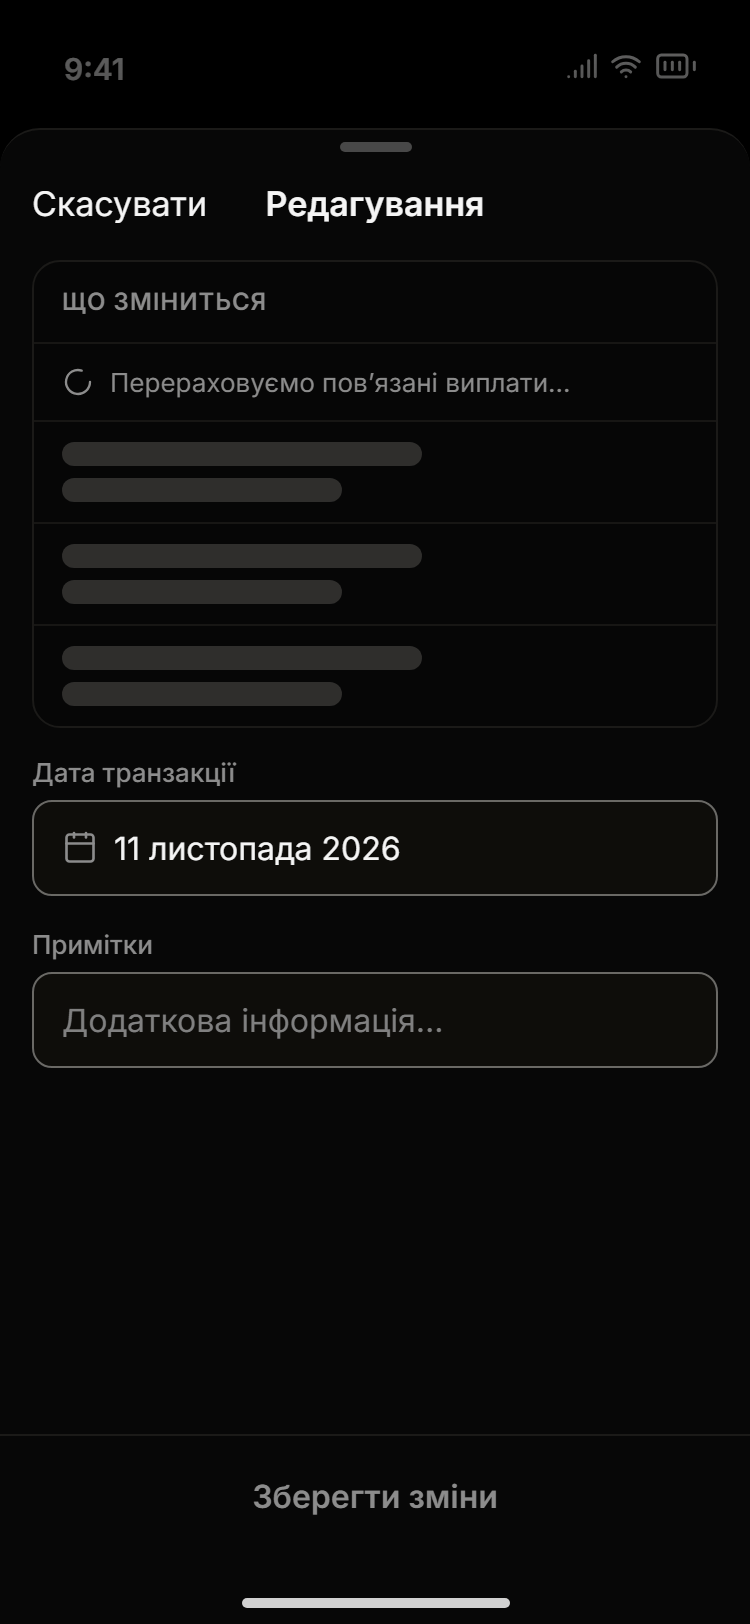 9:41
Скасувати
Редагування
ЩО ЗМІНИТЬСЯ
Перераховуємо пов’язані виплати…
Дата транзакції
11 листопада 2026
Примітки
Додаткова інформація…
Зберегти зміни